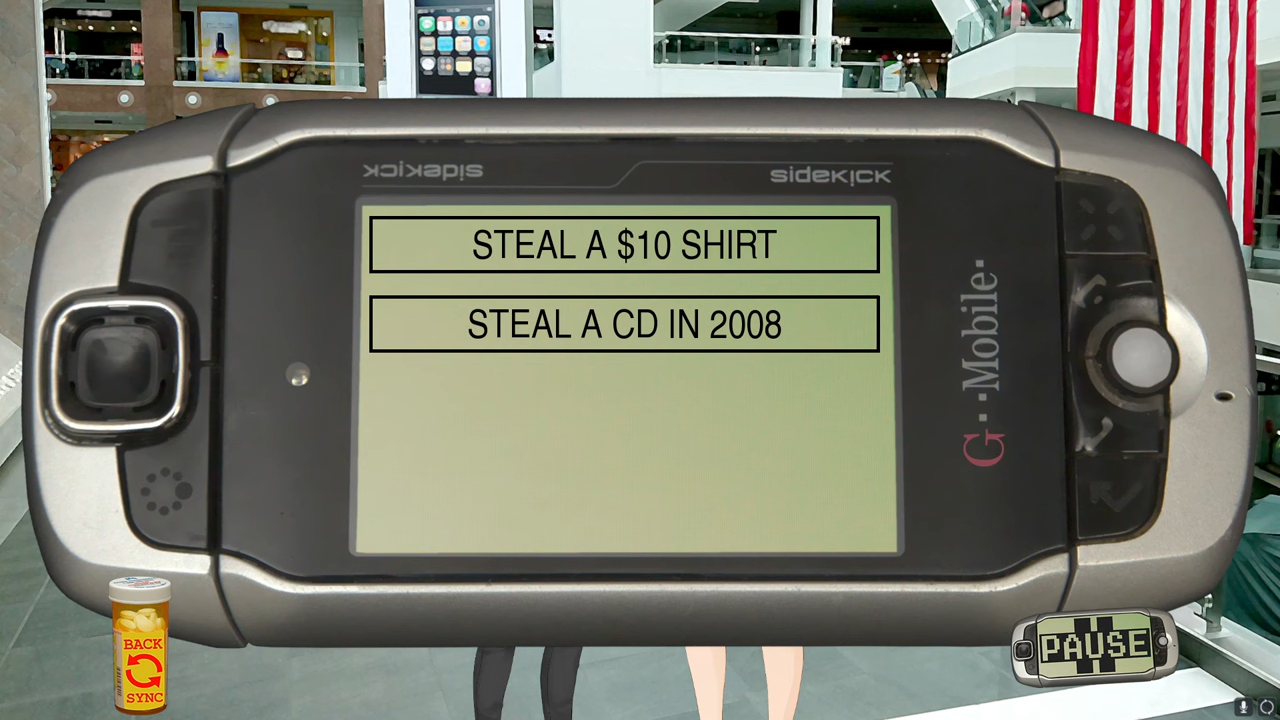 sidekick
sidekick
STEAL A $10 SHIRT
STEAL A CD IN 2008
G··Mobile·
BACK
SYNC
PAUSE